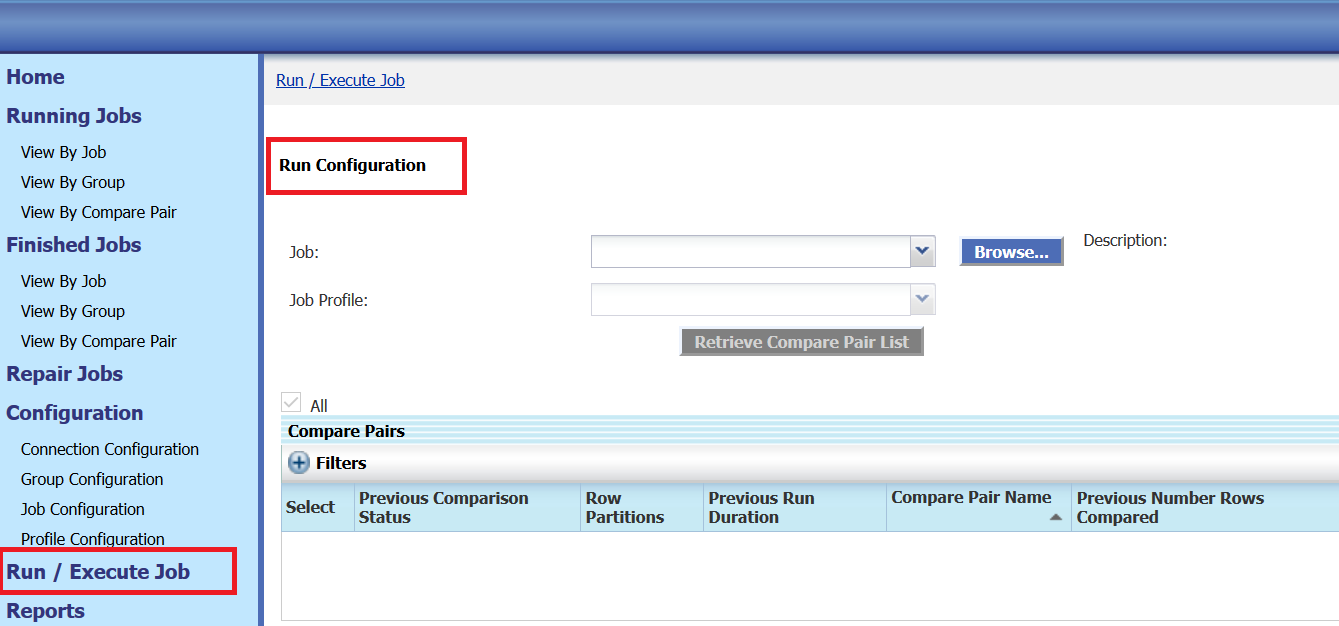 Home
Running Jobs
View By Job
View By Group
View By Compare Pair
Finished Jobs
View By Job
View By Group
View By Compare Pair
Repair Jobs
Configuration
Connection Configuration
Group Configuration
Job Configuration
Profile Configuration
Run / Execute Job
Reports
Run / Execute Job
Run Configuration
Job:
Browse...
Description:
Job Profile:
Retrieve Compare Pair List
All
Compare Pairs
Filters
Select
Previous Comparison
Status
Row
Partitions
Previous Run
Duration
Compare Pair Name
Previous Number Rows
Compared